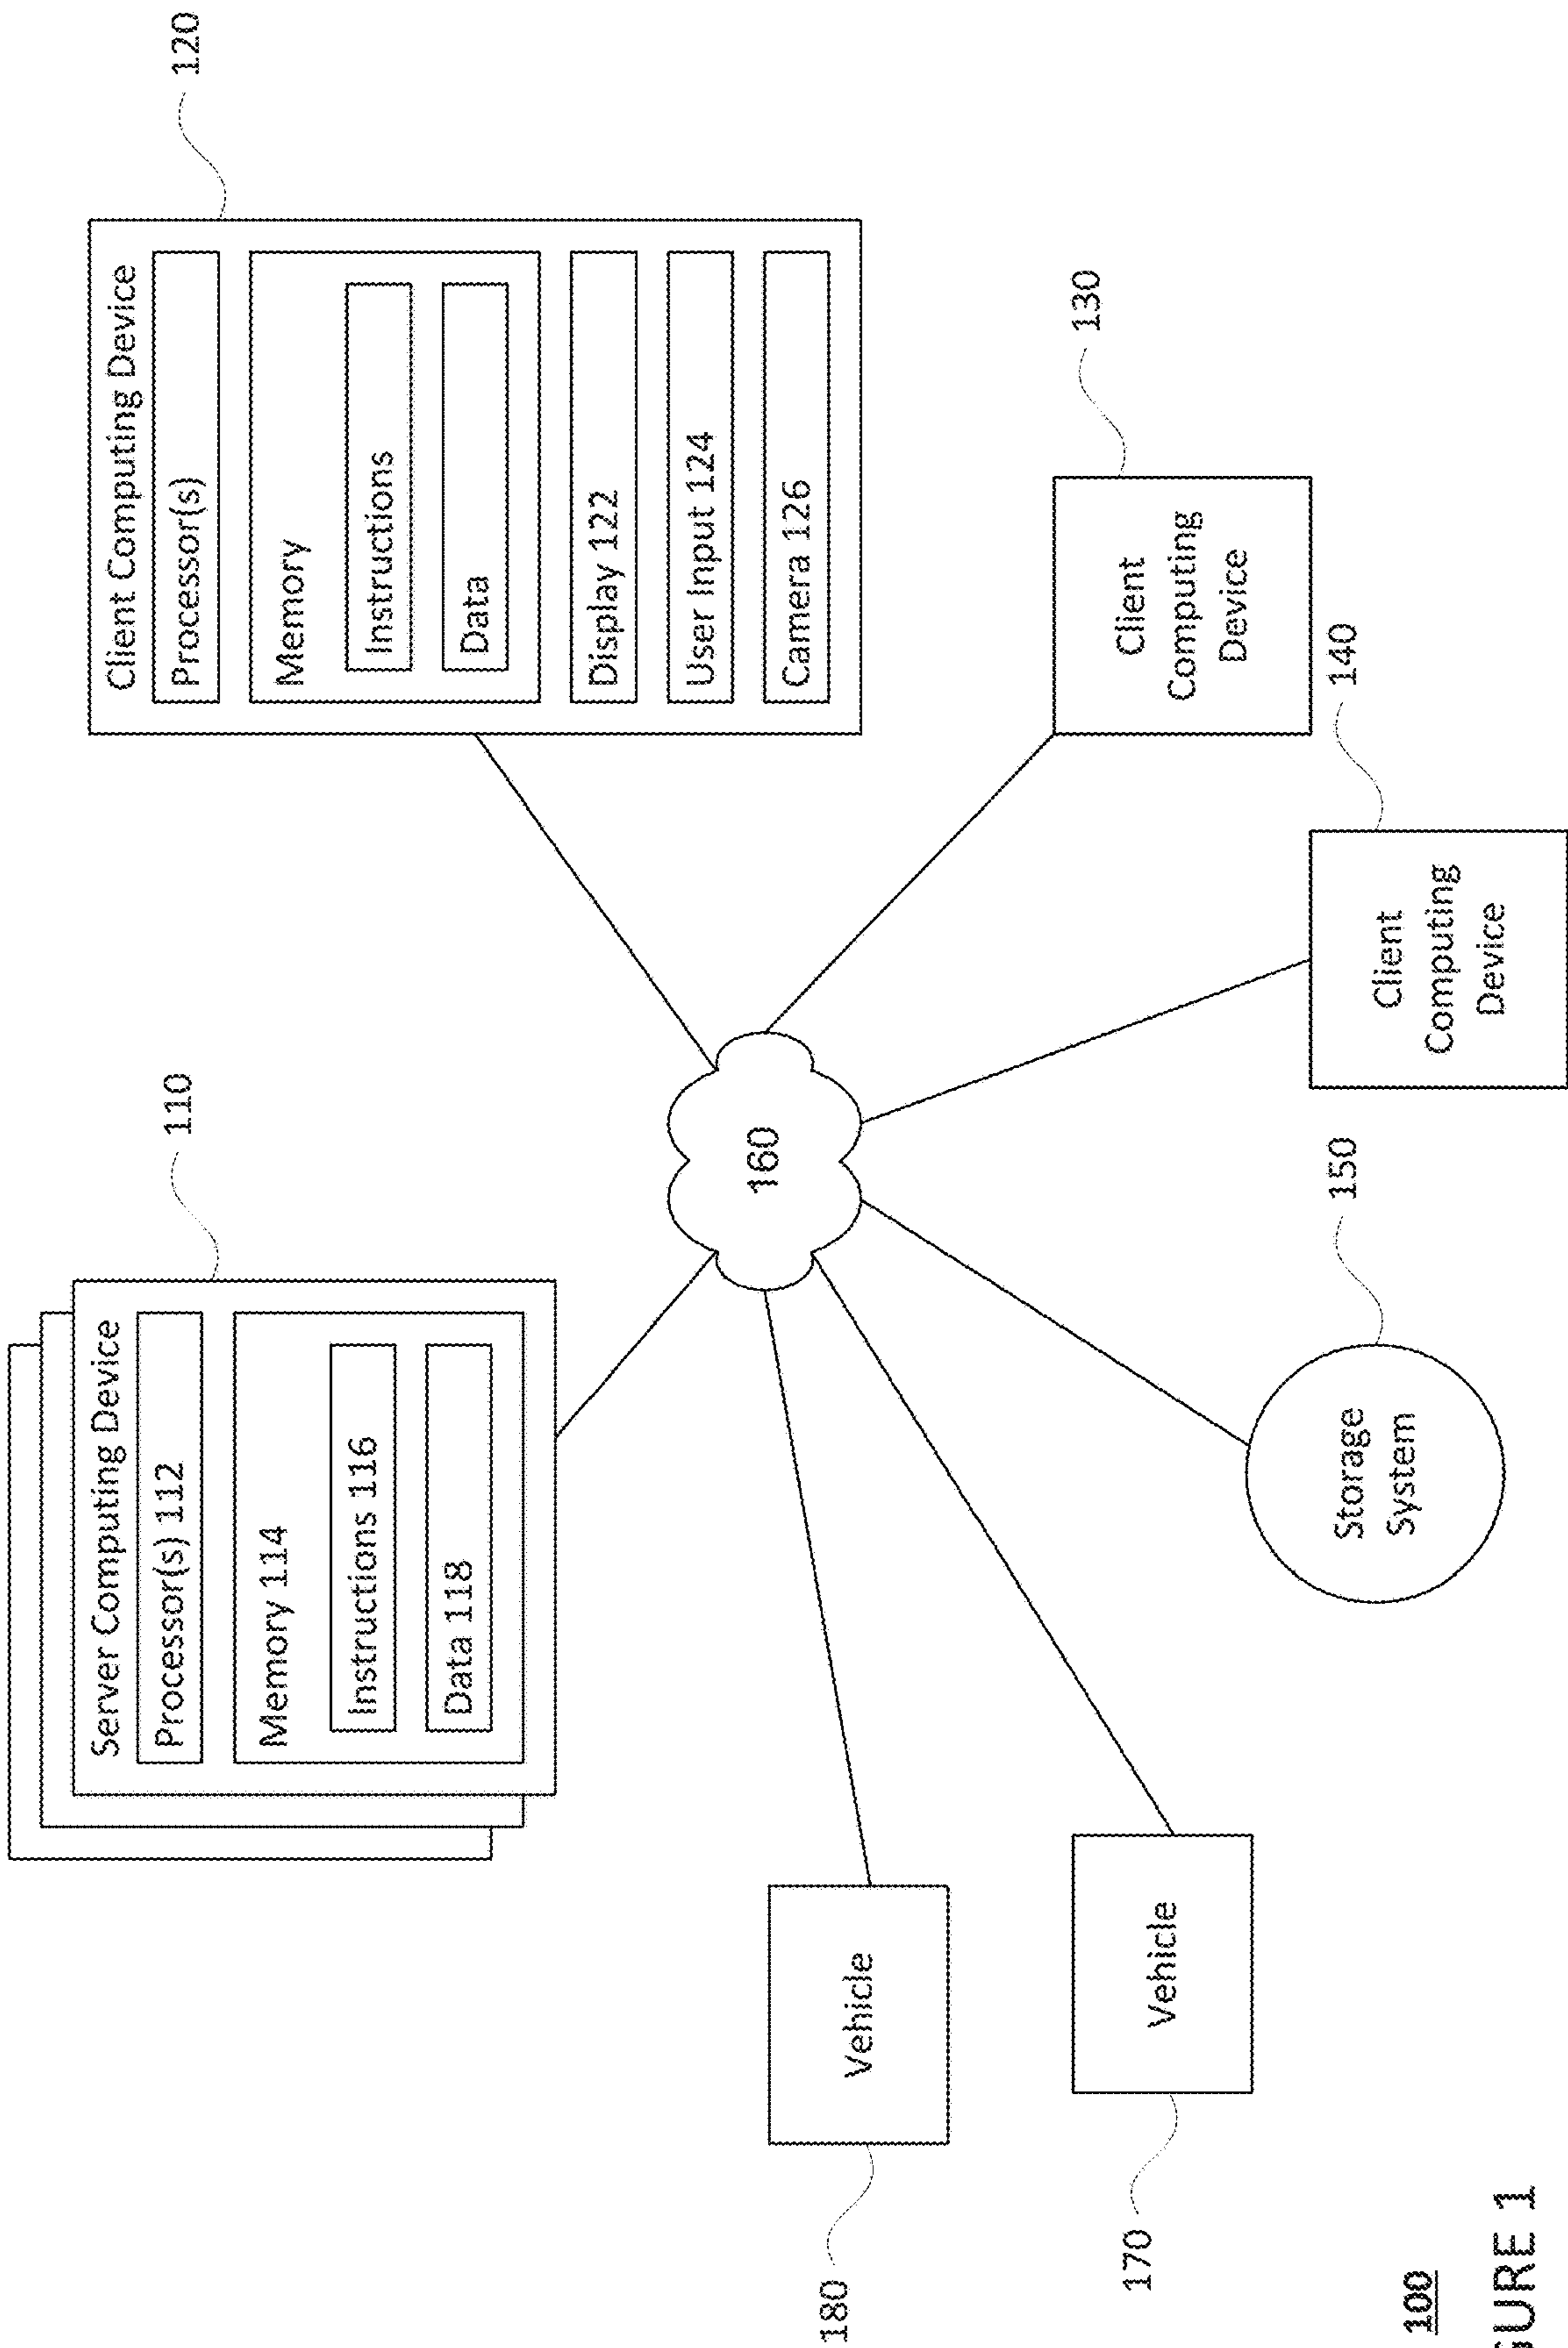 110
Server Computing Device
Processor(s) 112
Memory 114
Instructions 116
Data 118
120
Client Computing Device
Processor(s)
Memory
Instructions
Data
Display 122
User Input 124
Camera 126
160
180
Vehicle
170
Vehicle
150
Storage
System
140
Client
Computing
Device
130
Client
Computing
Device
100
GURE 1